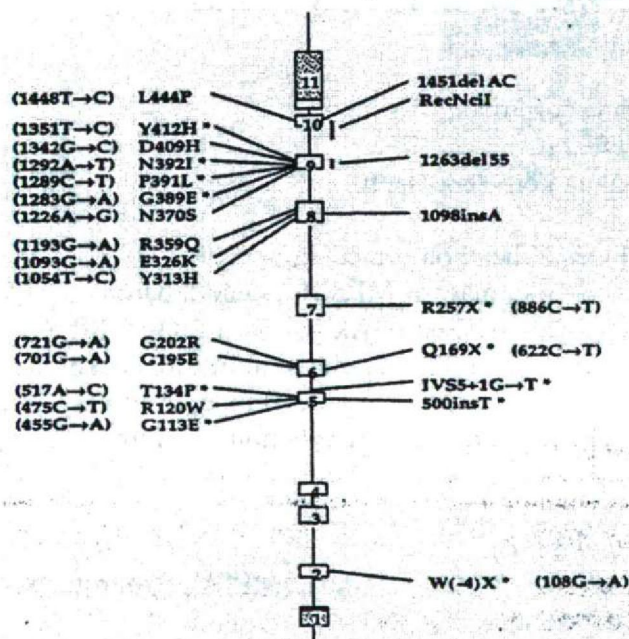 11
(1448T→C) L444P 10 1451del AC
RecNciI
(1351T→C) Y412H *
(1342G→C) D409H
(1292A→T) N392I * 9 1263del55
(1289C→T) P391L *
(1283G→A) G389E *
(1226A→G) N370S
8 1098insA
(1193G→A) R359Q
(1093G→A) E326K
(1054T→C) Y313H
7 R257X * (886C→T)
(721G→A) G202R
(701G→A) G195E
6 Q169X * (622C→T)
(517A→C) T134P *
IVS5+1G→T *
(475C→T) R120W 5 500insT *
(455G→A) G113E *
4
3
2 W(-4)X * (108G→A)
1